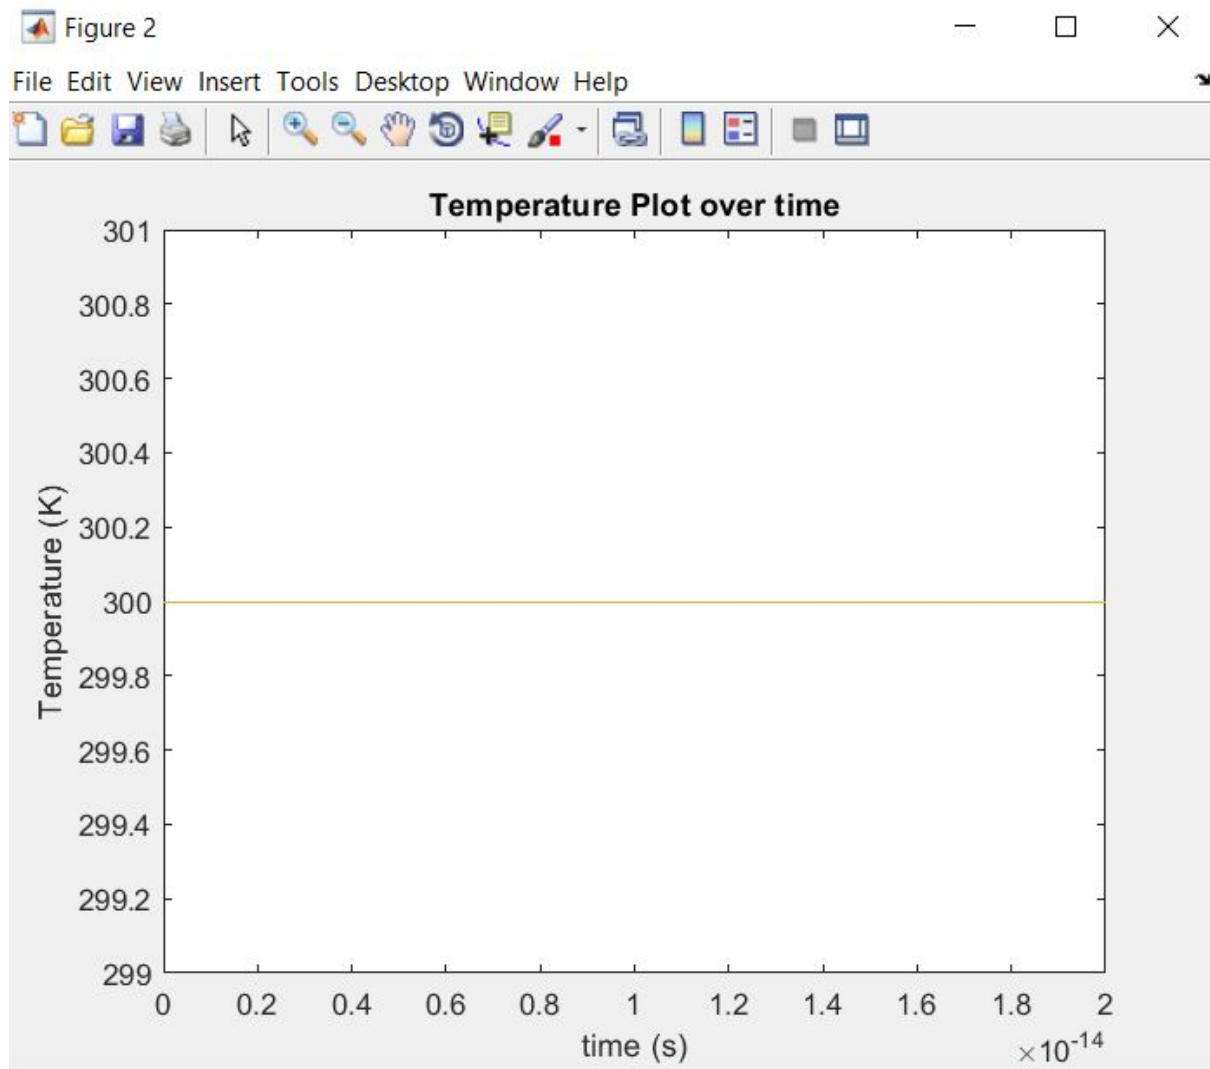 Figure 2
File Edit View Insert Tools Desktop Window Help
Temperature Plot over time
301
300.8
300.6
300.4
300.2
300
299.8
299.6
299.4
299.2
299
Temperature (K)
0 0.2 0.4 0.6 0.8 1 1.2 1.4 1.6 1.8 2
time (s)
×10⁻¹⁴